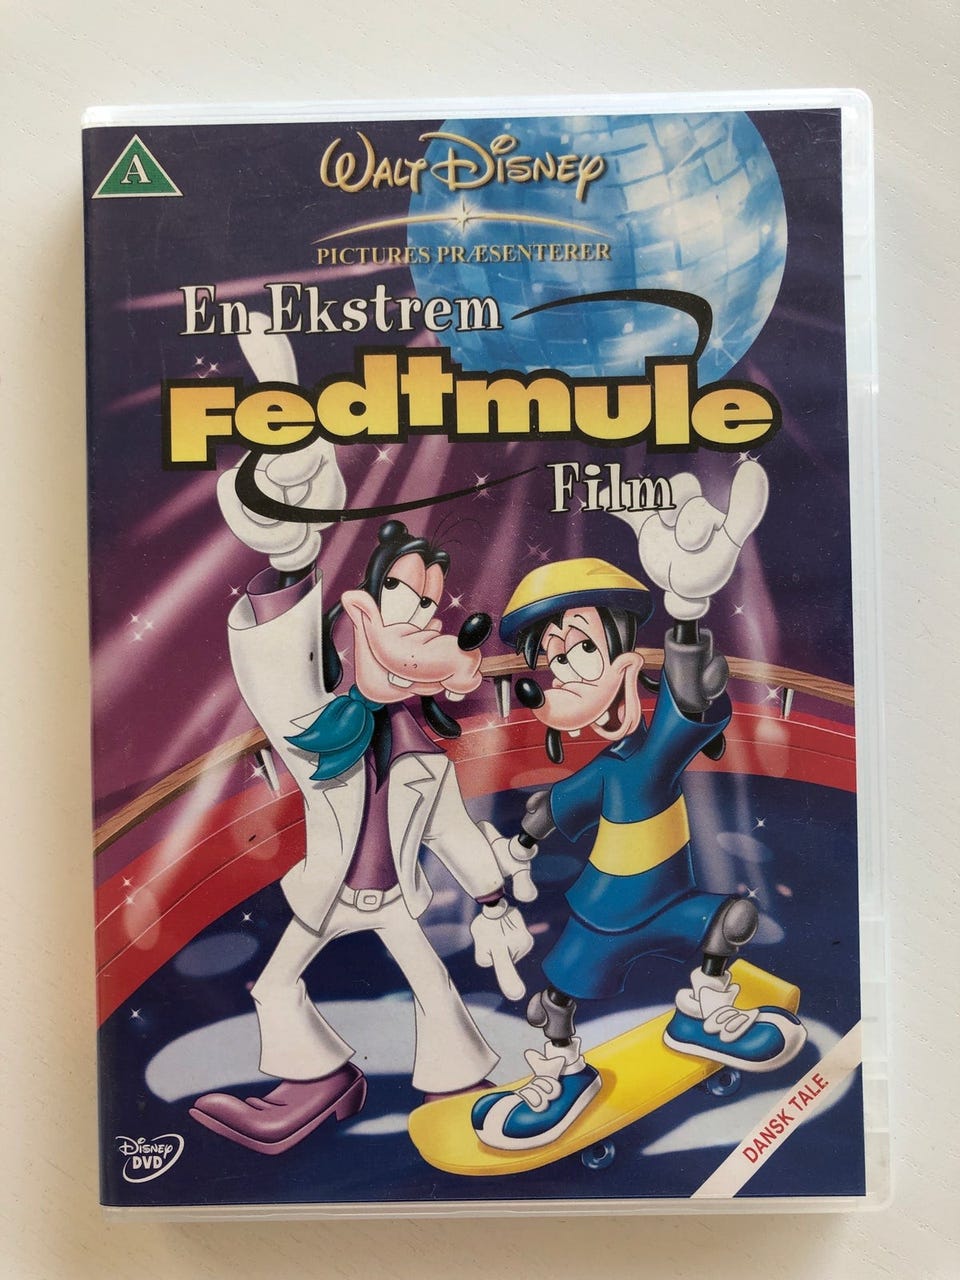 A
WALT DISNEY
PICTURES PRÆSENTERER
En Ekstrem
Fedtmule
Film
DANSK TALE
DISNEY
DVD